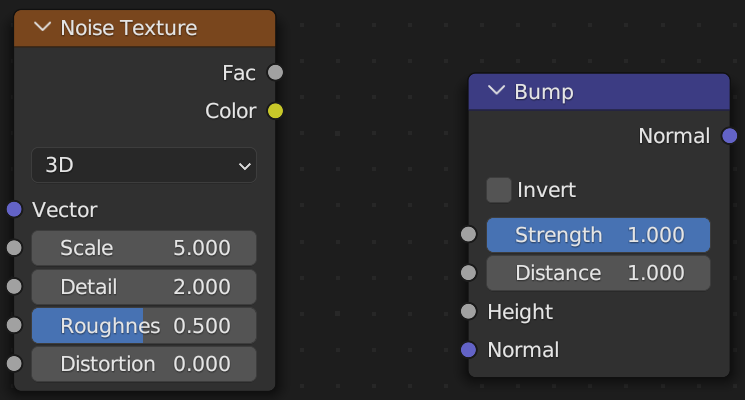 Noise Texture
Fac
Color
3D
Vector
Scale 5.000
Detail 2.000
Roughnes 0.500
Distortion 0.000
Bump
Normal
Invert
Strength 1.000
Distance 1.000
Height
Normal